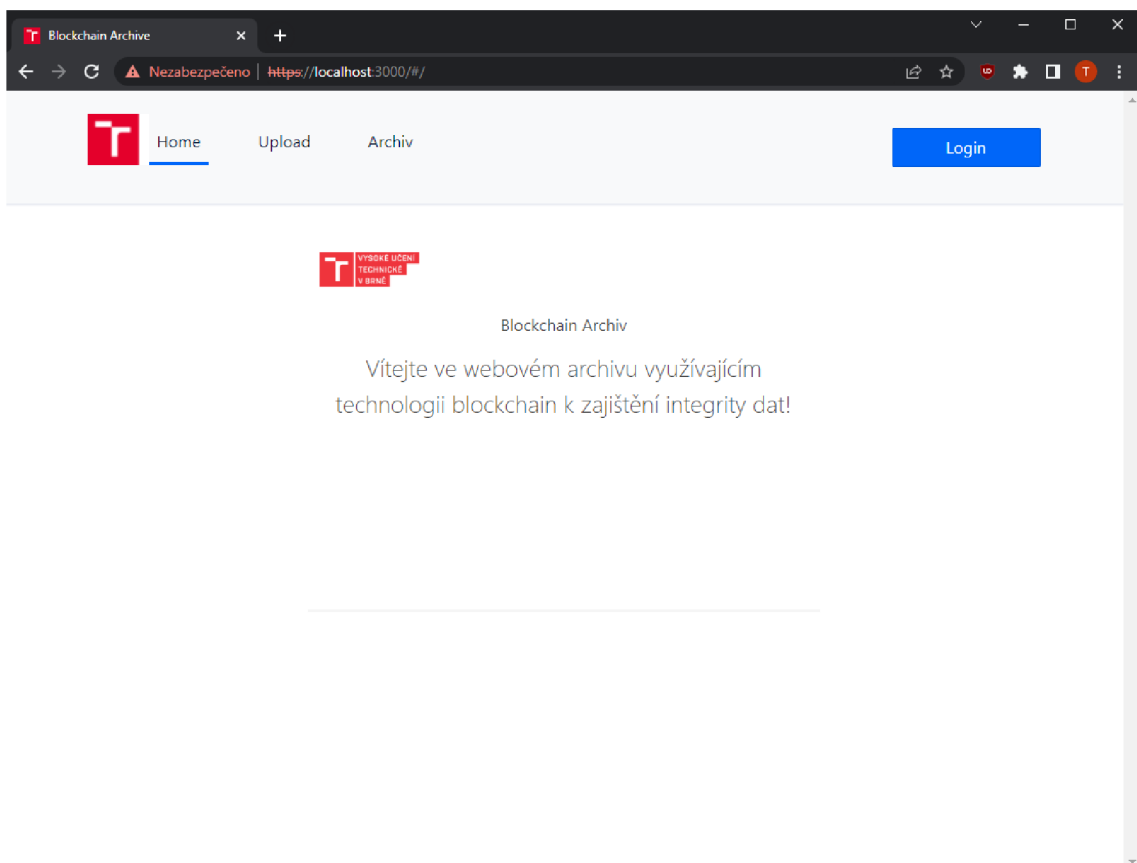 Blockchain Archive
Nezabezpečeno | https://localhost:3000/#/
T
Home Upload Archiv
Login
VYSOKÉ UČENÍ
TECHNICKÉ
V BRNĚ
Blockchain Archiv
Vítejte ve webovém archivu využívajícím
technologii blockchain k zajištění integrity dat!